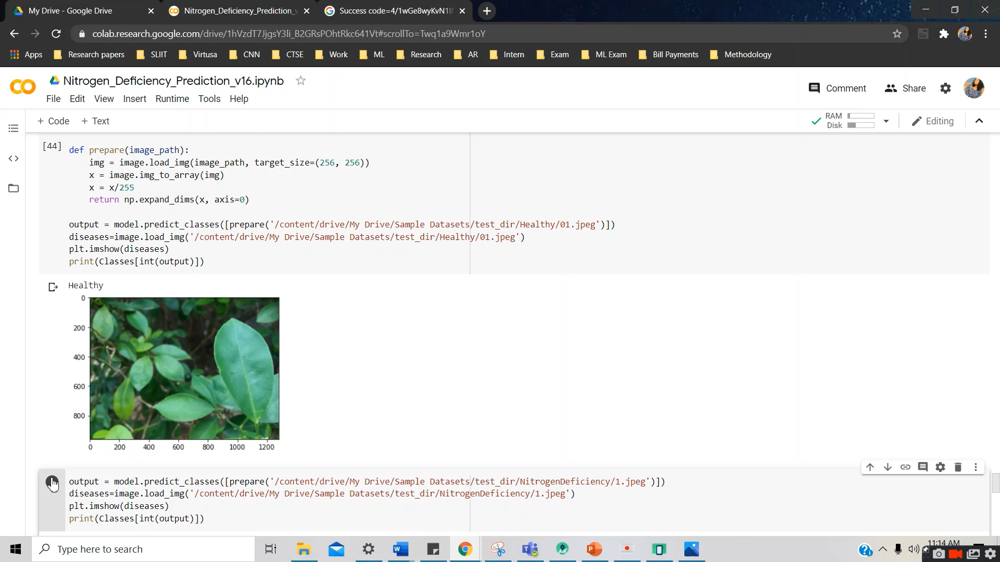 My Drive - Google Drive
Nitrogen_Deficiency_Prediction_v
Success code=4/1wGe8wyKvN1I
colab.research.google.com/drive/1hVzdT7JjgsY3li_B2GRsPOhtRkc641Vt#scrollTo=Twq1a9Wmr1oY
Apps Research papers SLIIT Virtusa CNN CTSE Work ML Research AR Intern Exam ML Exam Bill Payments Methodology
Nitrogen_Deficiency_Prediction_v16.ipynb
Comment Share
File Edit View Insert Runtime Tools Help
+ Code + Text
RAM
Disk
Editing
[44]
def prepare(image_path):
img = image.load_img(image_path, target_size=(256, 256))
x = image.img_to_array(img)
x = x/255
return np.expand_dims(x, axis=0)
output = model.predict_classes([prepare('/content/drive/My Drive/Sample Datasets/test_dir/Healthy/01.jpeg')])
diseases=image.load_img('/content/drive/My Drive/Sample Datasets/test_dir/Healthy/01.jpeg')
plt.imshow(diseases)
print(Classes[int(output)])
Healthy
0
200
400
600
800
0 200 400 600 800 1000 1200
output = model.predict_classes([prepare('/content/drive/My Drive/Sample Datasets/test_dir/NitrogenDeficiency/1.jpeg')])
diseases=image.load_img('/content/drive/My Drive/Sample Datasets/test_dir/NitrogenDeficiency/1.jpeg')
plt.imshow(diseases)
print(Classes[int(output)])
Type here to search
11:14 AM